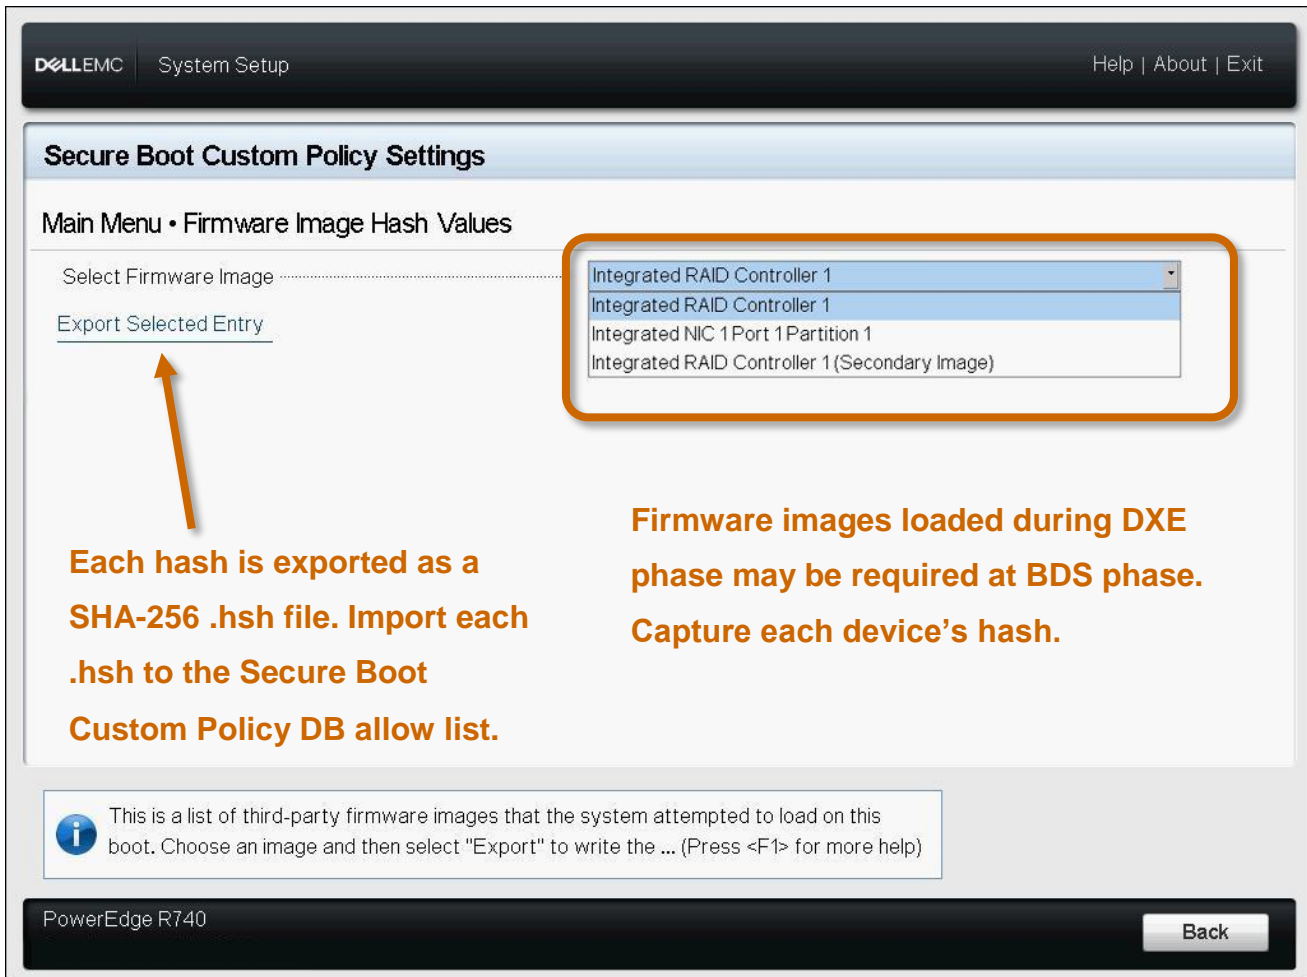 DELLEMC System Setup Help | About | Exit
Secure Boot Custom Policy Settings
Main Menu • Firmware Image Hash Values
Select Firmware Image Integrated RAID Controller 1
Integrated RAID Controller 1
Export Selected Entry
Integrated NIC 1 Port 1 Partition 1
Integrated RAID Controller 1 (Secondary Image)
Each hash is exported as a
SHA-256 .hsh file. Import each
.hsh to the Secure Boot
Custom Policy DB allow list.
Firmware images loaded during DXE
phase may be required at BDS phase.
Capture each device's hash.
This is a list of third-party firmware images that the system attempted to load on this
boot. Choose an image and then select "Export" to write the ... (Press <F1> for more help)
PowerEdge R740
Back